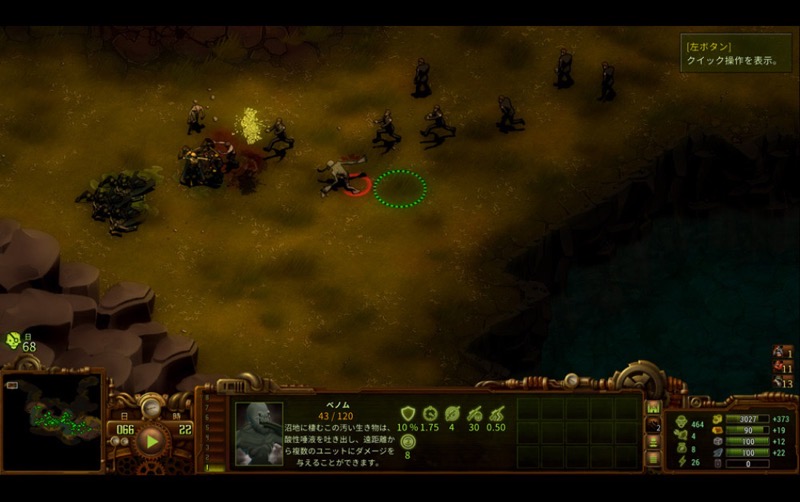 [左ボタン]
クイック操作を表示。
日
68
1
11
13
日
066
時
22
ベノム
43 / 120
沼地に棲むこの汚い生き物は、
酸性唾液を吐き出し、遠距離か
ら複数のユニットにダメージを
与えることができます。
10 % 1.75 4 30 0.50
8
2
464
4
8
26
3027 +373
90 +19
100 +12
100 +22
0